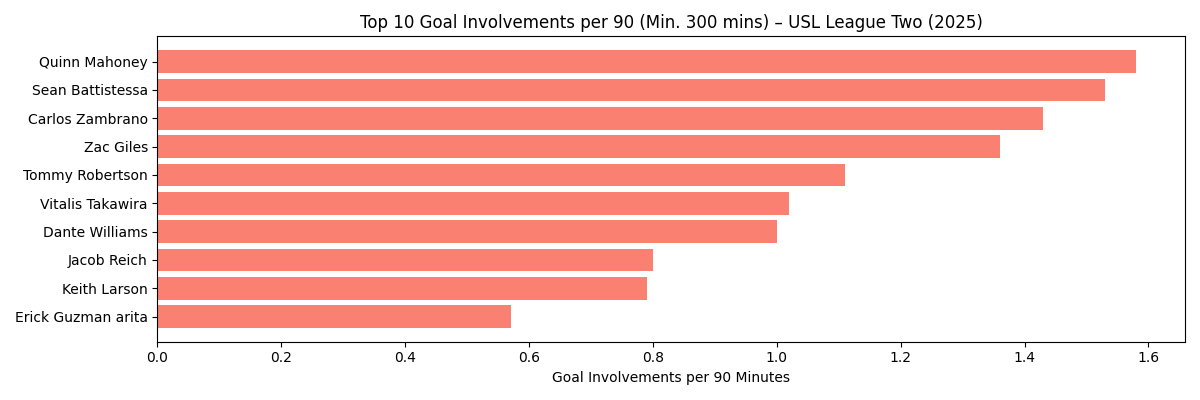 Top 10 Goal Involvements per 90 (Min. 300 mins) – USL League Two (2025)
Quinn Mahoney
Sean Battistessa
Carlos Zambrano
Zac Giles
Tommy Robertson
Vitalis Takawira
Dante Williams
Jacob Reich
Keith Larson
Erick Guzman arita
0.0 0.2 0.4 0.6 0.8 1.0 1.2 1.4 1.6
Goal Involvements per 90 Minutes